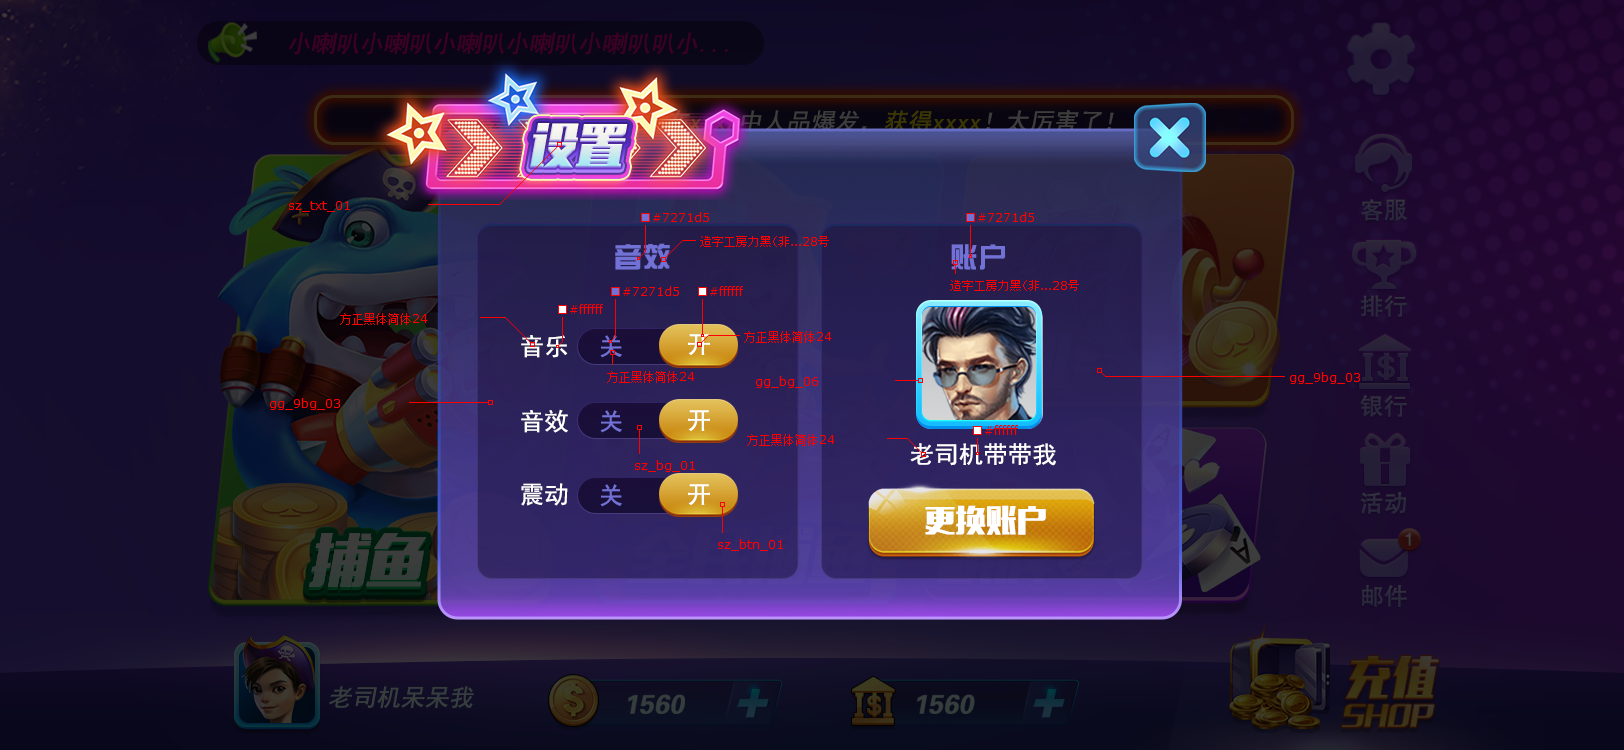 小喇叭小喇叭小喇叭小喇叭小喇叭叭小...
中人品爆发，获得xxxx！太厉害了！
设置
sz_txt_01
客服
#7271d5
#7271d5
造字工房力黑(非...28号
音效
账户
造字工房力黑(非...28号
#7271d5
#ffffff
#ffffff
方正黑体简体24
排行
音乐
关
开
方正黑体简体24
方正黑体简体24
gg_bg_06
gg_9bg_03
gg_9bg_03
银行
音效
关
开
#ffffff
方正黑体简体24
老司机带带我
sz_bg_01
震动
关
开
活动
更换账户
sz_btn_01
1
A
捕鱼
邮件
老司机呆呆我
1560
1560
充值
SHOP